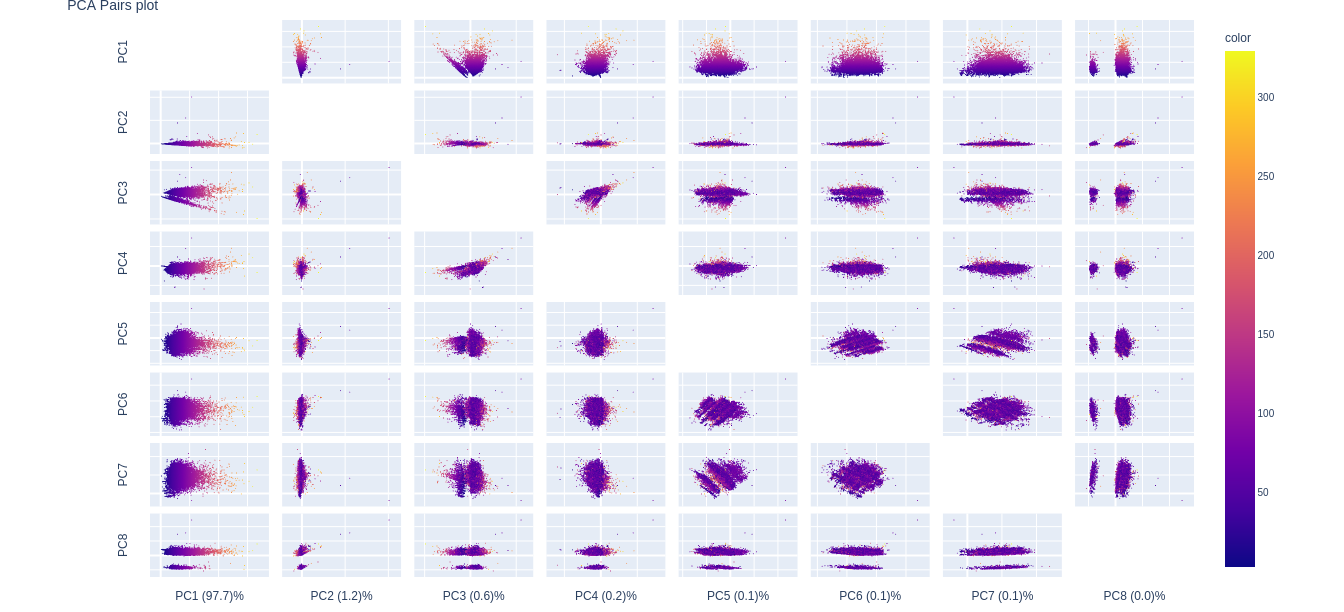 PCA Pairs plot
color
PC1
PC2
PC3
PC4
PC5
PC6
PC7
PC8
300
250
200
150
100
50
PC1 (97.7)%
PC2 (1.2)%
PC3 (0.6)%
PC4 (0.2)%
PC5 (0.1)%
PC6 (0.1)%
PC7 (0.1)%
PC8 (0.0)%